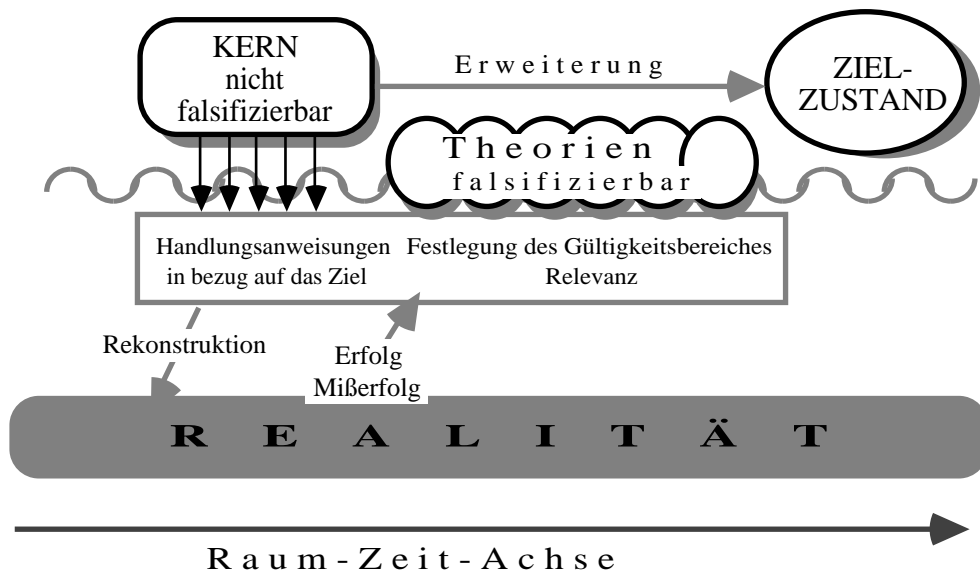 KERN
nicht
falsifizierbar
Erweiterung
ZIEL-
ZUSTAND
Theorien
falsifizierbar
Handlungsanweisungen
in bezug auf das Ziel
Festlegung des Gültigkeitsbereiches
Relevanz
Rekonstruktion
Erfolg
Mißerfolg
REALITÄT
Raum-Zeit-Achse